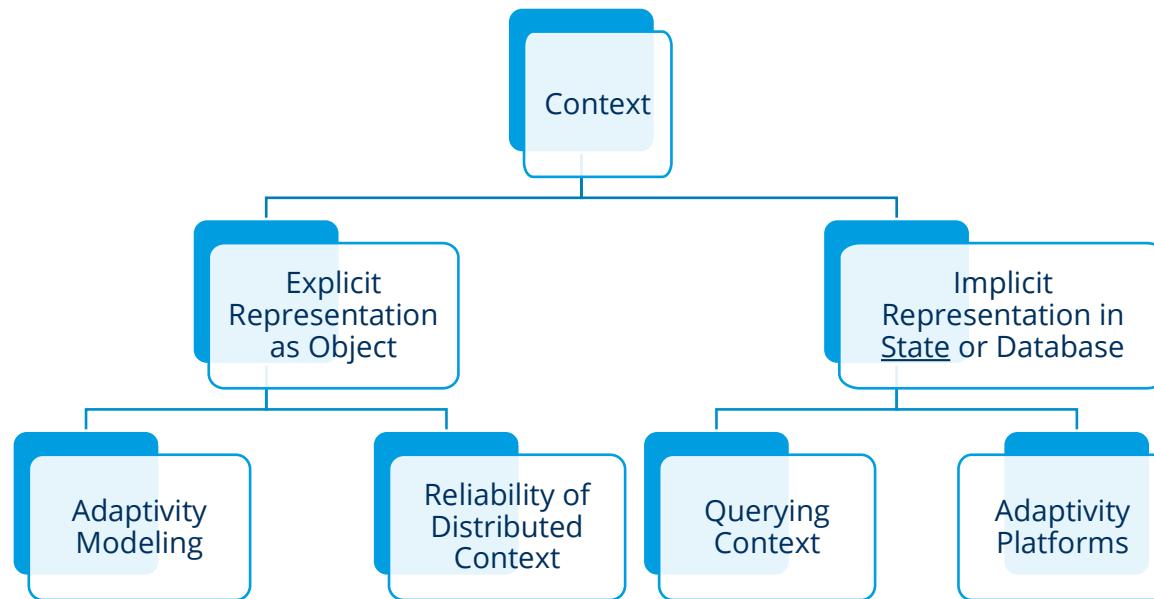 Context
Explicit
Representation
as Object
Implicit
Representation in
State or Database
Adaptivity
Modeling
Reliability of
Distributed
Context
Querying
Context
Adaptivity
Platforms